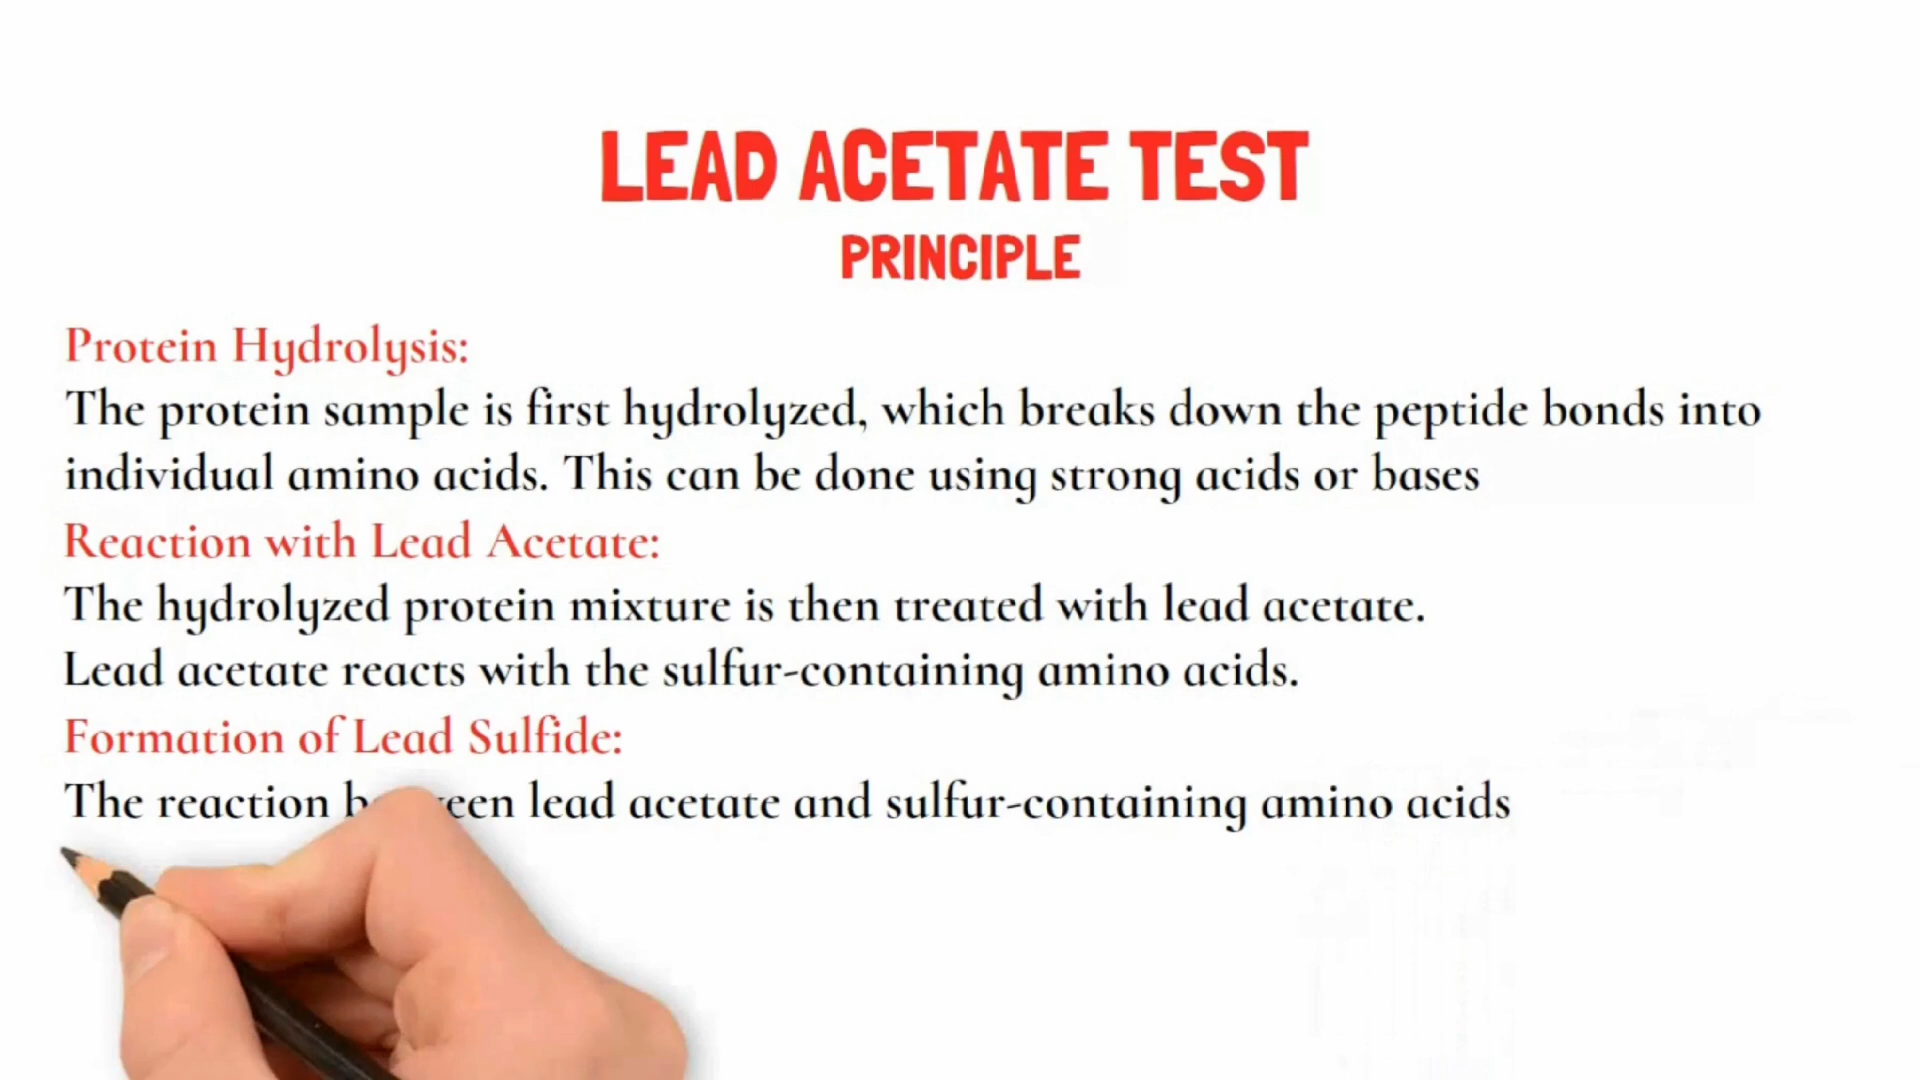 LEAD ACETATE TEST
PRINCIPLE
Protein Hydrolysis:
The protein sample is first hydrolyzed, which breaks down the peptide bonds into
individual amino acids. This can be done using strong acids or bases
Reaction with Lead Acetate:
The hydrolyzed protein mixture is then treated with lead acetate.
Lead acetate reacts with the sulfur-containing amino acids.
Formation of Lead Sulfide:
The reaction between lead acetate and sulfur-containing amino acids